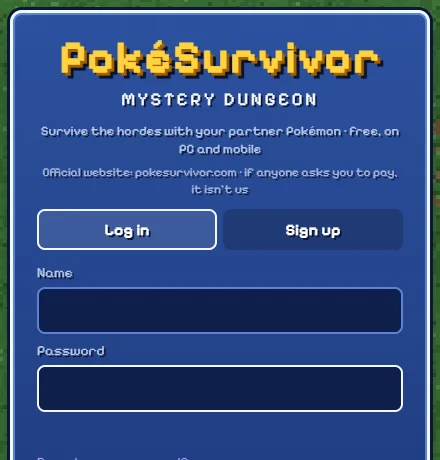 PokéSurvivor
MYSTERY DUNGEON
Survive the hordes with your partner Pokémon · Free, on
PC and mobile
Official website: pokesurvivor.com · if anyone asks you to pay,
it isn't us
Log in
Sign up
Name
Password